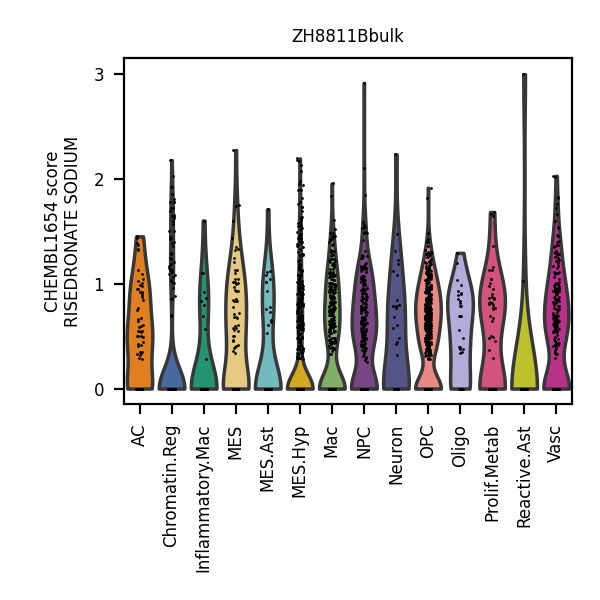 ZH8811Bbulk
CHEMBL1654 score
RISEDRONATE SODIUM
3
2
1
0
AC
Chromatin.Reg
Inflammatory.Mac
MES
MES.Ast
MES.Hyp
Mac
NPC
Neuron
OPC
Oligo
Prolif.Metab
Reactive.Ast
Vasc